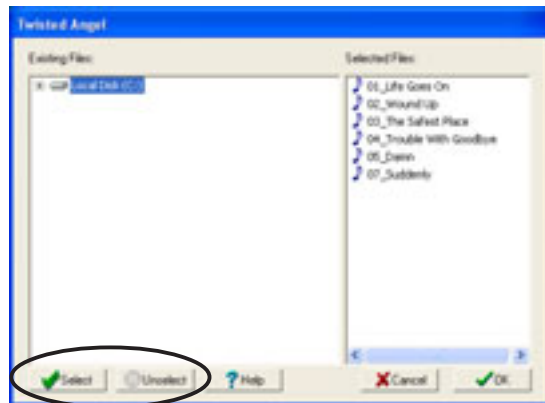 Twisted Angel
Existing Files:
Selected Files:
Local Disk (C:)
01_Life Goes On
02_Wound Up
03_The Safest Place
04_Trouble With Goodbye
05_Damn
07_Suddenly
Select
Unselect
Help
Cancel
OK